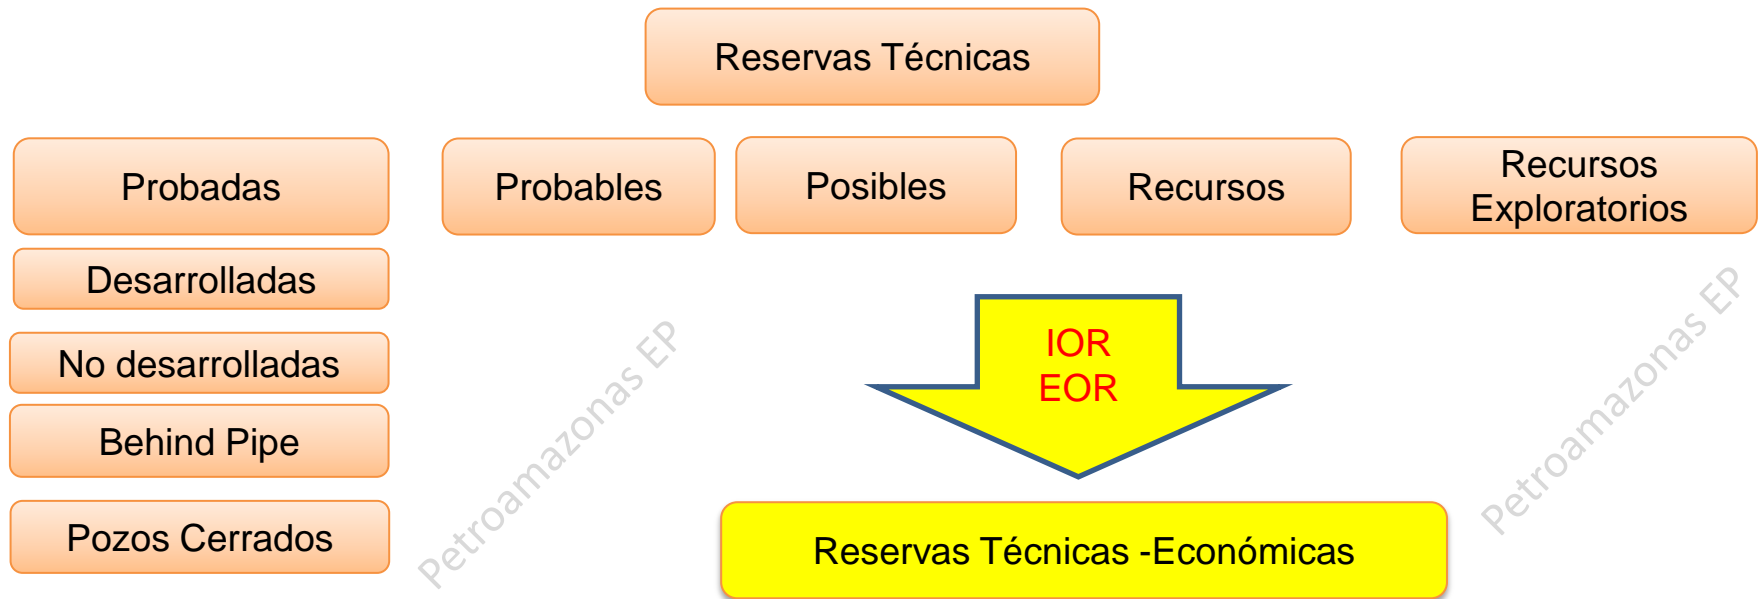 Reservas Técnicas
Probadas
Probables
Posibles
Recursos
Recursos
Exploratorios
Desarrolladas
No desarrolladas
Behind Pipe
Pozos Cerrados
IOR
EOR
Reservas Técnicas -Económicas
Petroamazonas EP
Petroamazonas EP